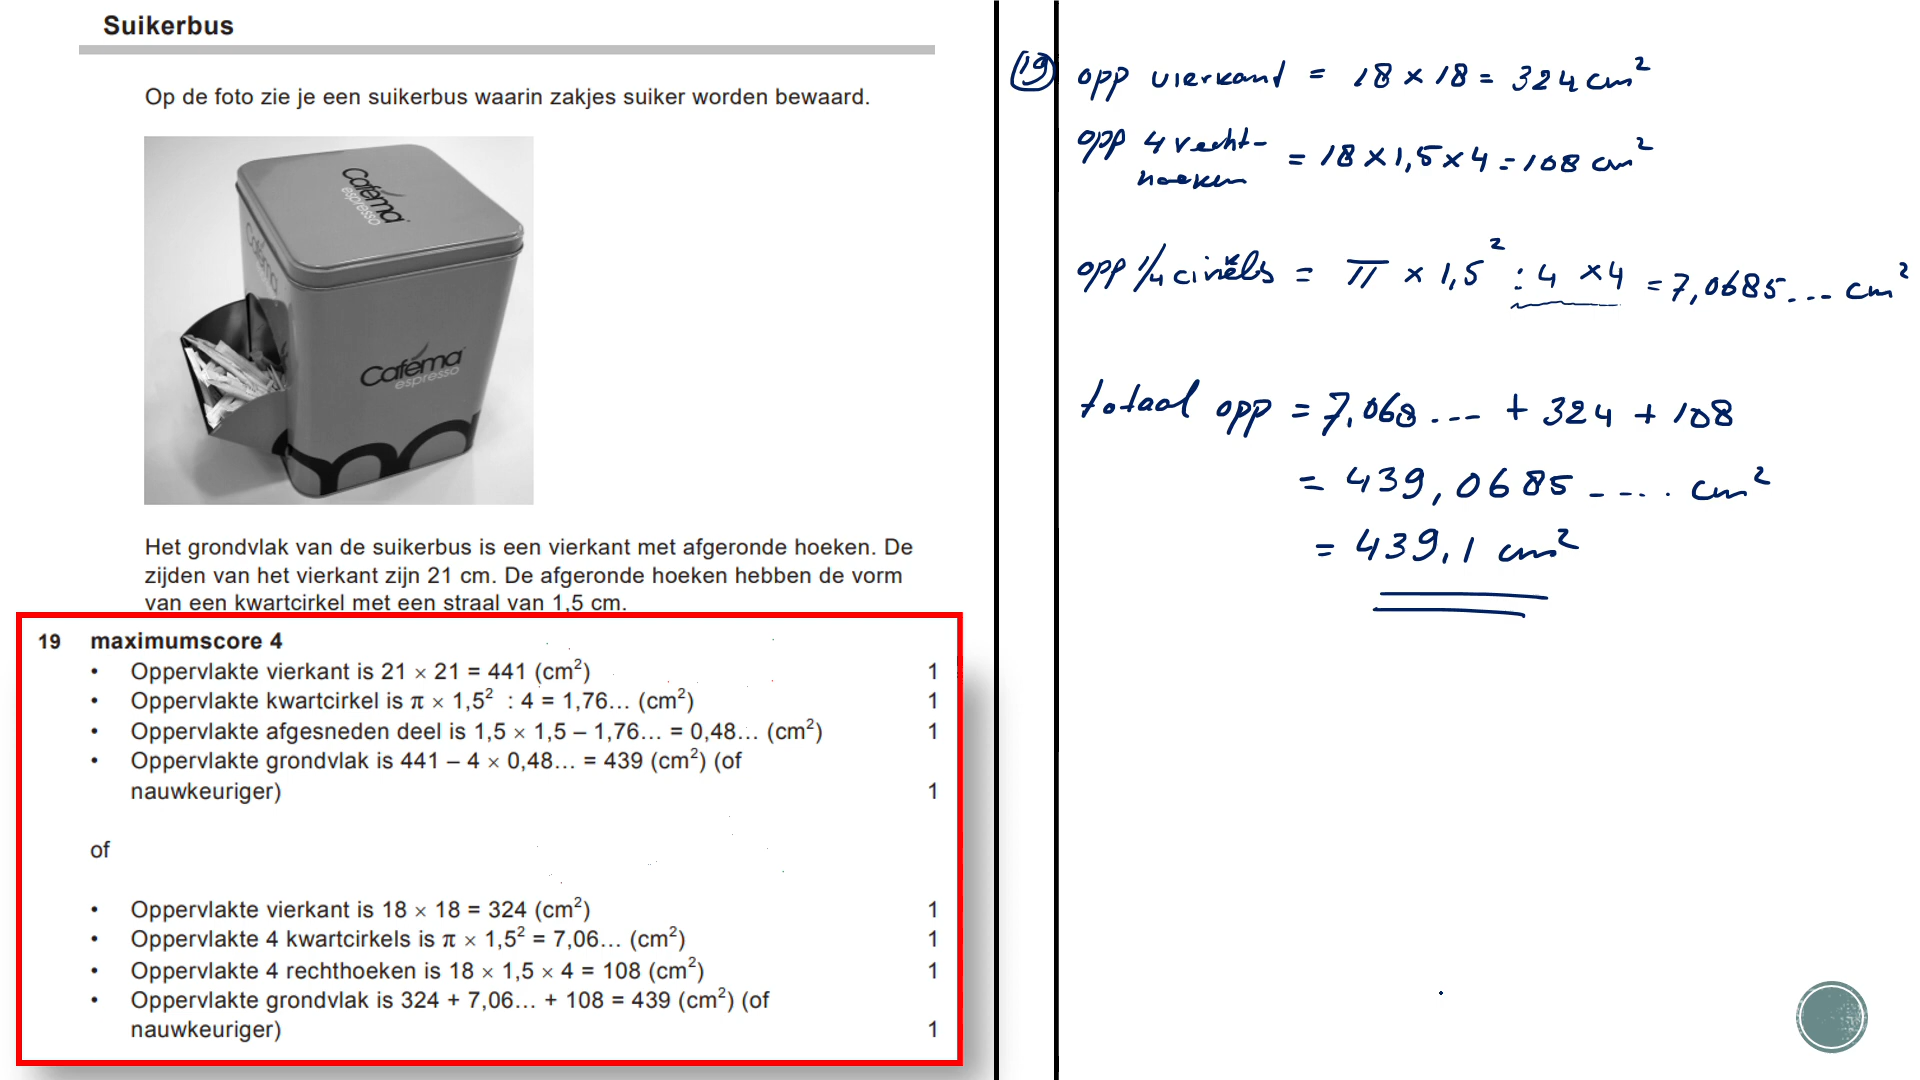 Suikerbus
Op de foto zie je een suikerbus waarin zakjes suiker worden bewaard.
Caféma
espresso
Caféma
Caféma
espresso
Het grondvlak van de suikerbus is een vierkant met afgeronde hoeken. De
zijden van het vierkant zijn 21 cm. De afgeronde hoeken hebben de vorm
van een kwartcirkel met een straal van 1,5 cm.
19 maximumscore 4
• Oppervlakte vierkant is 21 × 21 = 441 (cm²) 1
• Oppervlakte kwartcirkel is π × 1,5² : 4 = 1,76… (cm²) 1
• Oppervlakte afgesneden deel is 1,5 × 1,5 – 1,76… = 0,48… (cm²) 1
• Oppervlakte grondvlak is 441 – 4 × 0,48… = 439 (cm²) (of
nauwkeuriger) 1
of
• Oppervlakte vierkant is 18 × 18 = 324 (cm²) 1
• Oppervlakte 4 kwartcirkels is π × 1,5² = 7,06… (cm²) 1
• Oppervlakte 4 rechthoeken is 18 × 1,5 × 4 = 108 (cm²) 1
• Oppervlakte grondvlak is 324 + 7,06… + 108 = 439 (cm²) (of
nauwkeuriger) 1
19 opp vierkant = 18 × 18 = 324 cm²
opp 4 recht- = 18 × 1,5 × 4 = 108 cm²
hoeken
opp 1/4 cirkels = π × 1,5² : 4 × 4 = 7,0685... cm²
totaal opp = 7,068... + 324 + 108
= 439,0685.... cm²
= 439,1 cm²